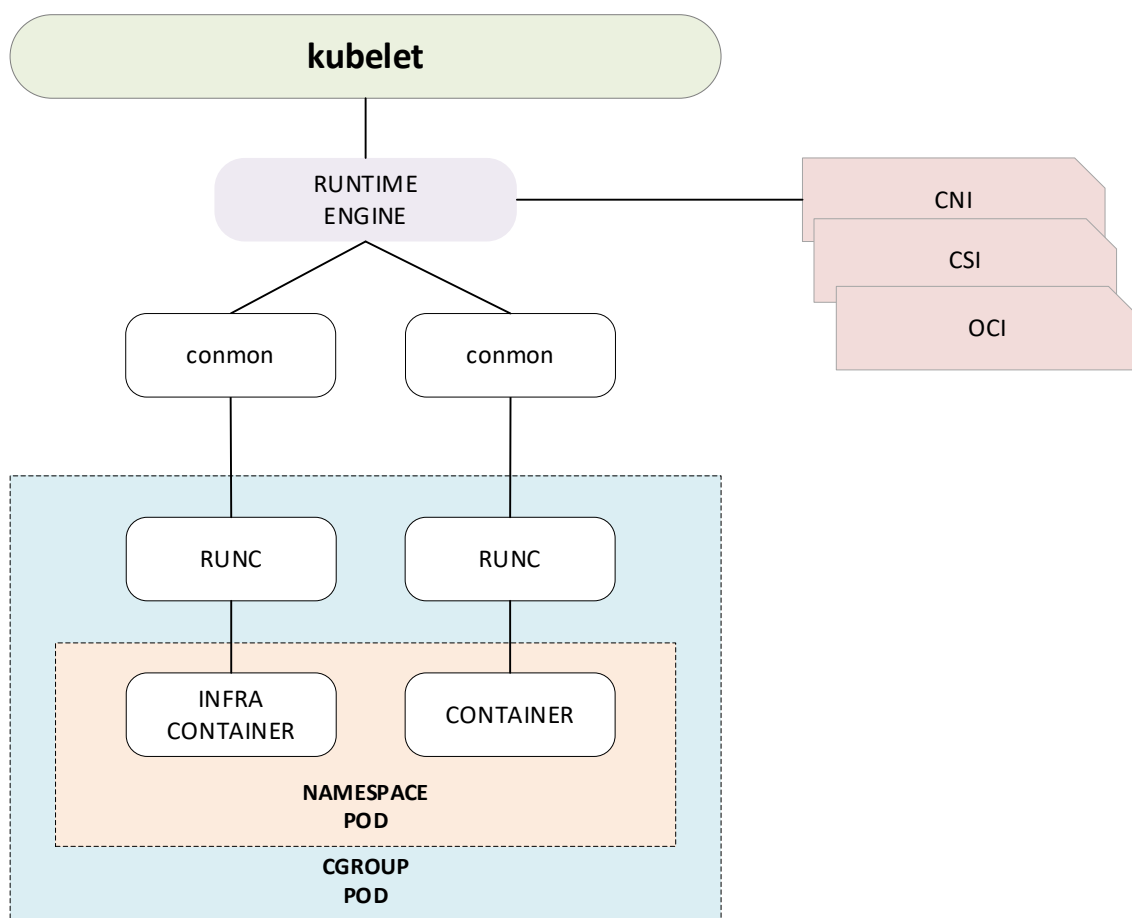 kubelet
RUNTIME
ENGINE
CNI
CSI
OCI
conmon
conmon
RUNC
RUNC
INFRA
CONTAINER
CONTAINER
NAMESPACE
POD
CGROUP
POD